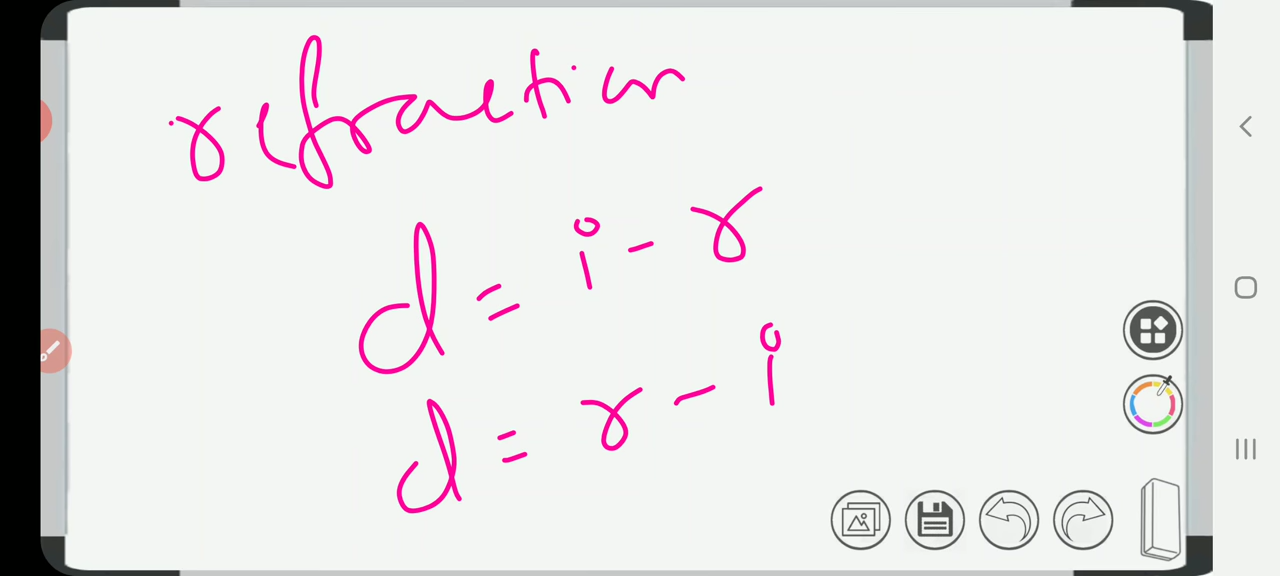 refraction
d = i - r
d = r - i